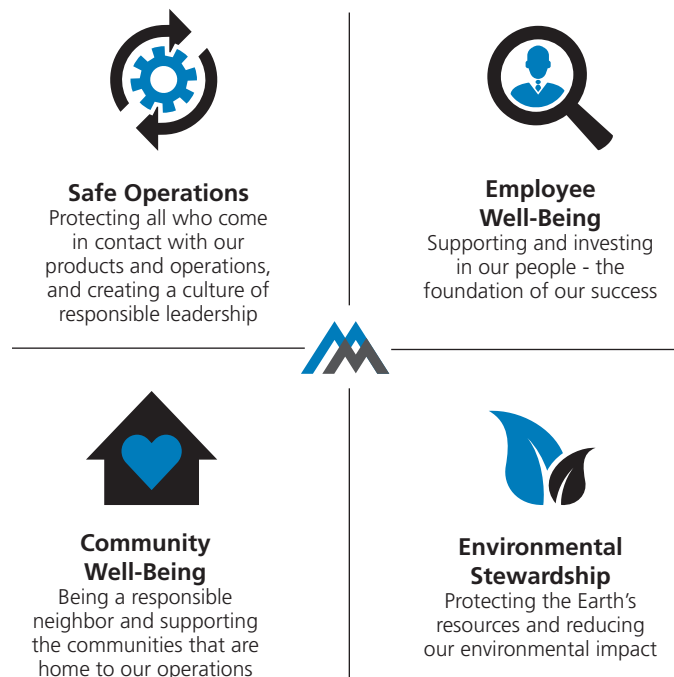 Safe Operations
Protecting all who come
in contact with our
products and operations,
and creating a culture of
responsible leadership
Employee
Well-Being
Supporting and investing
in our people - the
foundation of our success
Community
Well-Being
Being a responsible
neighbor and supporting
the communities that are
home to our operations
Environmental
Stewardship
Protecting the Earth’s
resources and reducing
our environmental impact